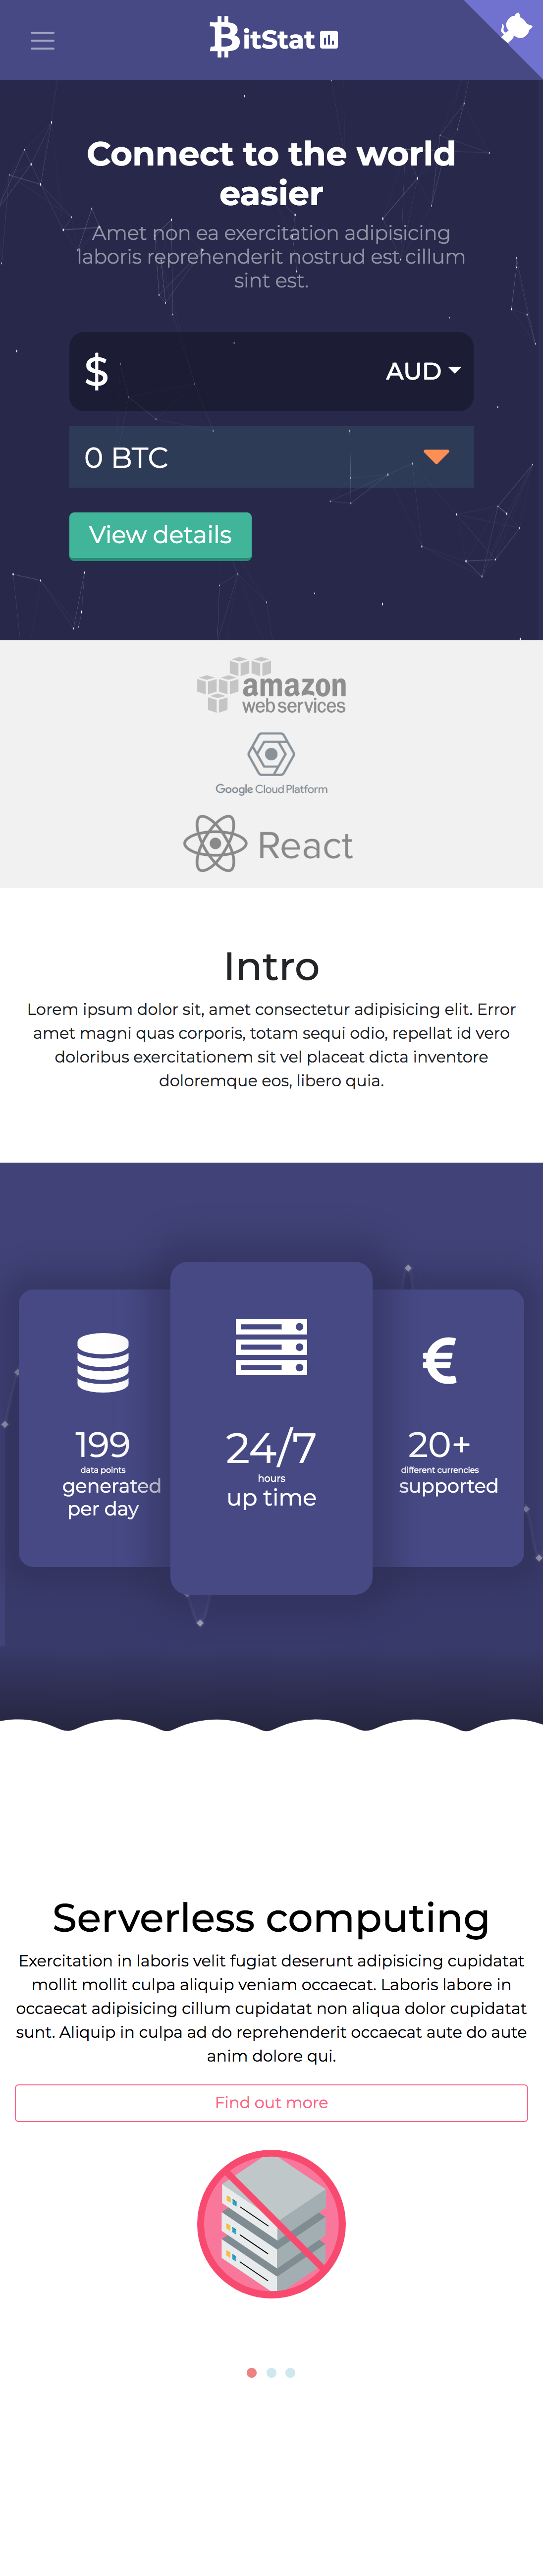 BitStat
Connect to the world
easier
Amet non ea exercitation adipisicing
laboris reprehenderit nostrud est cillum
sint est.
$
AUD
0 BTC
View details
amazon
web services
Google Cloud Platform
React
Intro
Lorem ipsum dolor sit, amet consectetur adipisicing elit. Error
amet magni quas corporis, totam sequi odio, repellat id vero
doloribus exercitationem sit vel placeat dicta inventore
doloremque eos, libero quia.
199
data points
generated
per day
24/7
hours
up time
€
20+
different currencies
supported
Serverless computing
Exercitation in laboris velit fugiat deserunt adipisicing cupidatat
mollit mollit culpa aliquip veniam occaecat. Laboris labore in
occaecat adipisicing cillum cupidatat non aliqua dolor cupidatat
sunt. Aliquip in culpa ad do reprehenderit occaecat aute do aute
anim dolore qui.
Find out more